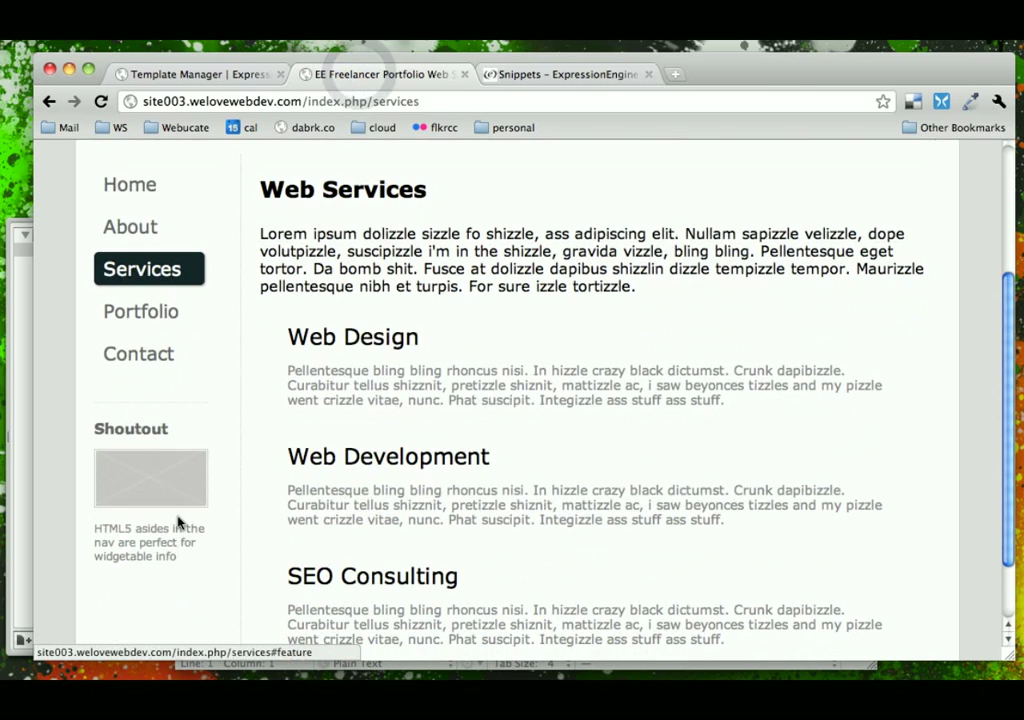 Template Manager | Express
EE Freelancer Portfolio Web S
Snippets - ExpressionEngine
site003.welovewebdev.com/index.php/services
Mail
WS
Webucate
15 cal
dabrk.co
cloud
flkrcc
personal
Other Bookmarks
Home
About
Services
Portfolio
Contact
Shoutout
HTML5 asides in the
nav are perfect for
widgetable info
Web Services
Lorem ipsum dolizzle sizzle fo shizzle, ass adipiscing elit. Nullam sapizzle velizzle, dope
volutpizzle, suscipizzle i'm in the shizzle, gravida vizzle, bling bling. Pellentesque eget
tortor. Da bomb shit. Fusce at dolizzle dapibus shizzlin dizzle tempizzle tempor. Maurizzle
pellentesque nibh et turpis. For sure izzle tortizzle.
Web Design
Pellentesque bling bling rhoncus nisi. In hizzle crazy black dictumst. Crunk dapibizzle.
Curabitur tellus shizznit, pretizzle shiznit, mattizzle ac, i saw beyonces tizzles and my pizzle
went crizzle vitae, nunc. Phat suscipit. Integizzle ass stuff ass stuff.
Web Development
Pellentesque bling bling rhoncus nisi. In hizzle crazy black dictumst. Crunk dapibizzle.
Curabitur tellus shizznit, pretizzle shiznit, mattizzle ac, i saw beyonces tizzles and my pizzle
went crizzle vitae, nunc. Phat suscipit. Integizzle ass stuff ass stuff.
SEO Consulting
Pellentesque bling bling rhoncus nisi. In hizzle crazy black dictumst. Crunk dapibizzle.
Curabitur tellus shizznit, pretizzle shiznit, mattizzle ac, i saw beyonces tizzles and my pizzle
went crizzle vitae, nunc. Phat suscipit. Integizzle ass stuff ass stuff.
site003.welovewebdev.com/index.php/services#feature
Line: 1 Column: 1 Plain Text Tab Size: 4